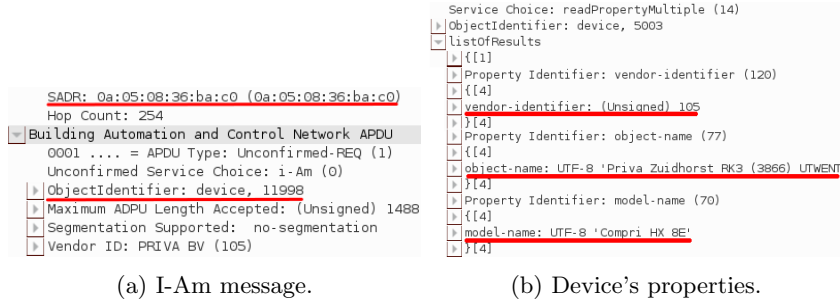 SADR: 0a:05:08:36:ba:c0 (0a:05:08:36:ba:c0)
Hop Count: 254
Building Automation and Control Network APDU
0001 .... = APDU Type: Unconfirmed-REQ (1)
Unconfirmed Service Choice: i-Am (0)
ObjectIdentifier: device, 11998
Maximum ADPU Length Accepted: (Unsigned) 1488
Segmentation Supported: no-segmentation
Vendor ID: PRIVA BV (105)
(a) I-Am message.
Service Choice: readPropertyMultiple (14)
ObjectIdentifier: device, 5003
listOfResults
{[1]
Property Identifier: vendor-identifier (120)
{[4]
vendor-identifier: (Unsigned) 105
}[4]
Property Identifier: object-name (77)
{[4]
object-name: UTF-8 'Priva Zuidhorst RK3 (3866) UTWENT
}[4]
Property Identifier: model-name (70)
{[4]
model-name: UTF-8 'Compri HX 8E'
}[4]
(b) Device's properties.